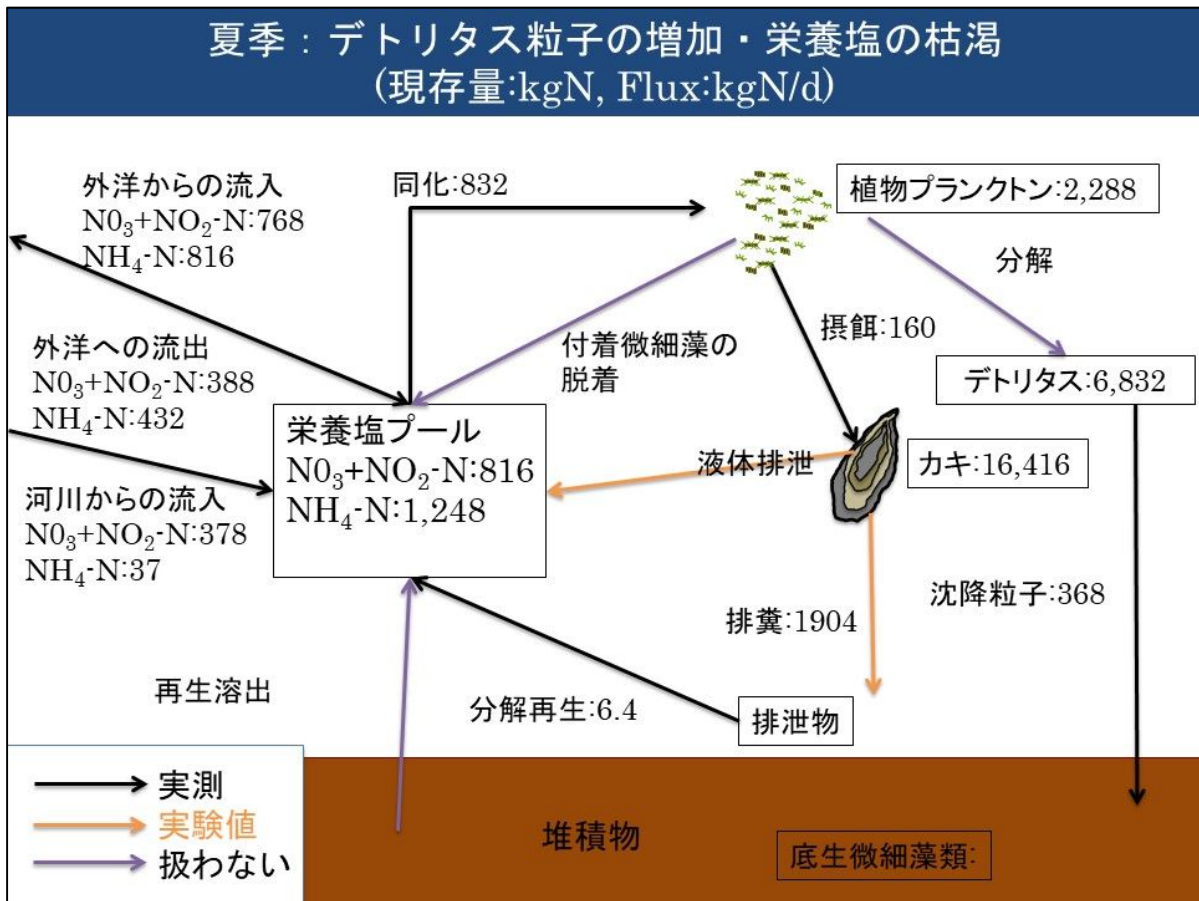 夏季：デトリタス粒子の増加・栄養塩の枯渇
(現存量:kgN, Flux:kgN/d)
外洋からの流入
N0₃+NO₂-N:768
NH₄-N:816
同化:832
植物プランクトン:2,288
分解
外洋への流出
N0₃+NO₂-N:388
NH₄-N:432
付着微細藻の
脱着
摂餌:160
デトリタス:6,832
栄養塩プール
N0₃+NO₂-N:816
NH₄-N:1,248
液体排泄
カキ:16,416
河川からの流入
N0₃+NO₂-N:378
NH₄-N:37
排糞:1904
沈降粒子:368
再生溶出
分解再生:6.4
排泄物
実測
実験値
扱わない
堆積物
底生微細藻類: